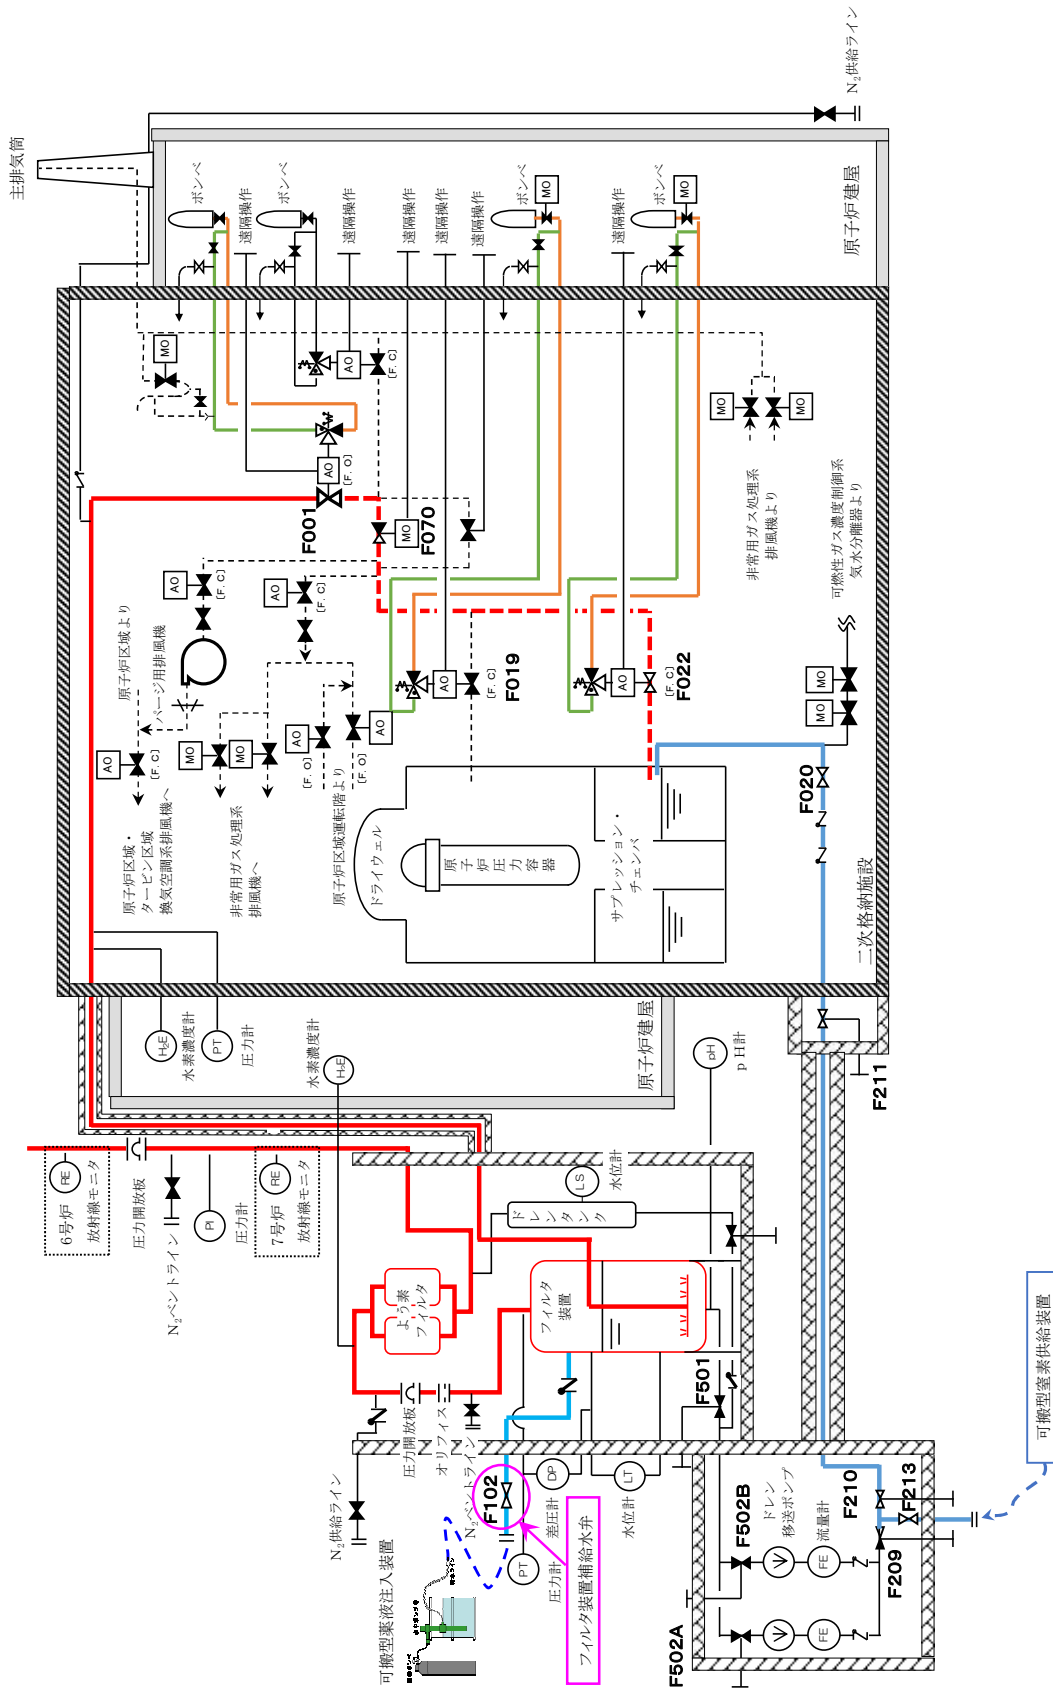 主排気筒
N₂供給ライン
ボンベ
遠隔操作
ボンベ
遠隔操作
遠隔操作
遠隔操作
遠隔操作
ボンベ
MO
遠隔操作
ボンベ
MO
原子炉建屋
MO
AO
(F.C)
AO
(F.O)
F001
MO
F070
MO
MO
非常用ガス処理系
排風機より
可燃性ガス濃度制御系
気水分離器より
AO
(F.C)
AO
(F.C)
原子炉区域より
パージ用排風機
AO
(F.C)
F019
AO
(F.C)
F022
AO
(F.C)
MO
MO
AO
(F.O)
AO
(F.O)
MO
MO
原子炉区域・
タービン区域
換気空調系排風機へ
非常用ガス処理系
排風機へ
原子炉区域運転階より
ドライウェル
原子炉圧力容器
サプレッション・
チェンバ
F020
二次格納施設
H₂E
水素濃度計
PT
圧力計
水素濃度計
H₂E
原子炉建屋
pH
pH計
F211
RE
6号炉
放射線モニタ
圧力開放板
N₂ベントライン
PI
圧力計
RE
7号炉
放射線モニタ
LS
水位計
ドレンタンク
よう素
フィルタ
フィルタ
装置
圧力開放板
オリフィス
N₂ベントライン
F501
N₂供給ライン
F102
DP
差圧計
LT
水位計
PT
圧力計
フィルタ装置補給水弁
可搬型薬液注入装置
F502B
ドレン
移送ポンプ
流量計
F210
F213
F209
FE
FE
F502A
可搬型窒素供給装置